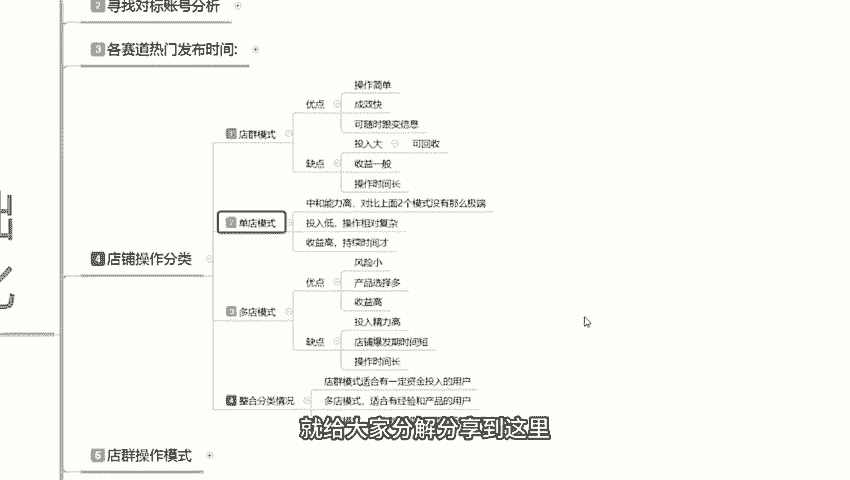 2 寻找对标账号分析
3 各赛道热门发布时间:
4 店铺操作分类
1 店群模式
优点
操作简单
成效快
可随时跟变信息
缺点
投入大
可回收
收益一般
操作时间长
2 单店模式
中和能力高，对比上面2个模式没有那么极端
投入低，操作相对复杂
收益高，持续时间才
3 多店模式
优点
风险小
产品选择多
收益高
缺点
投入精力高
店铺爆发期时间短
操作时间长
4 整合分类情况
店群模式适合有一定资金投入的用户
多店模式，适合有经验和产品的用户
5 店群操作模式
就给大家分解分享到这里